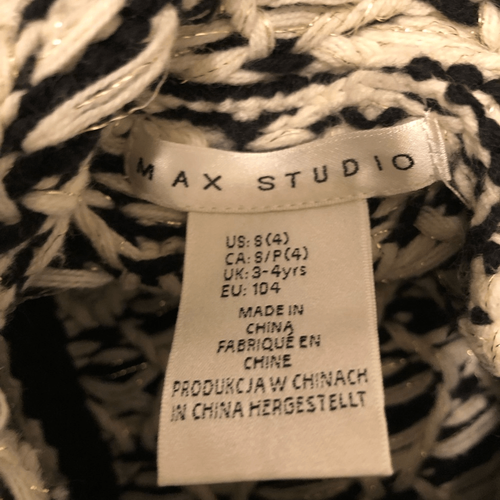 MAX STUDIO
US: S(4)
CA: S/P(4)
UK: 3-4yrs
EU: 104
MADE IN
CHINA
FABRIQUÉ EN
CHINE
PRODUKCJA W CHINACH
IN CHINA HERGESTELLT